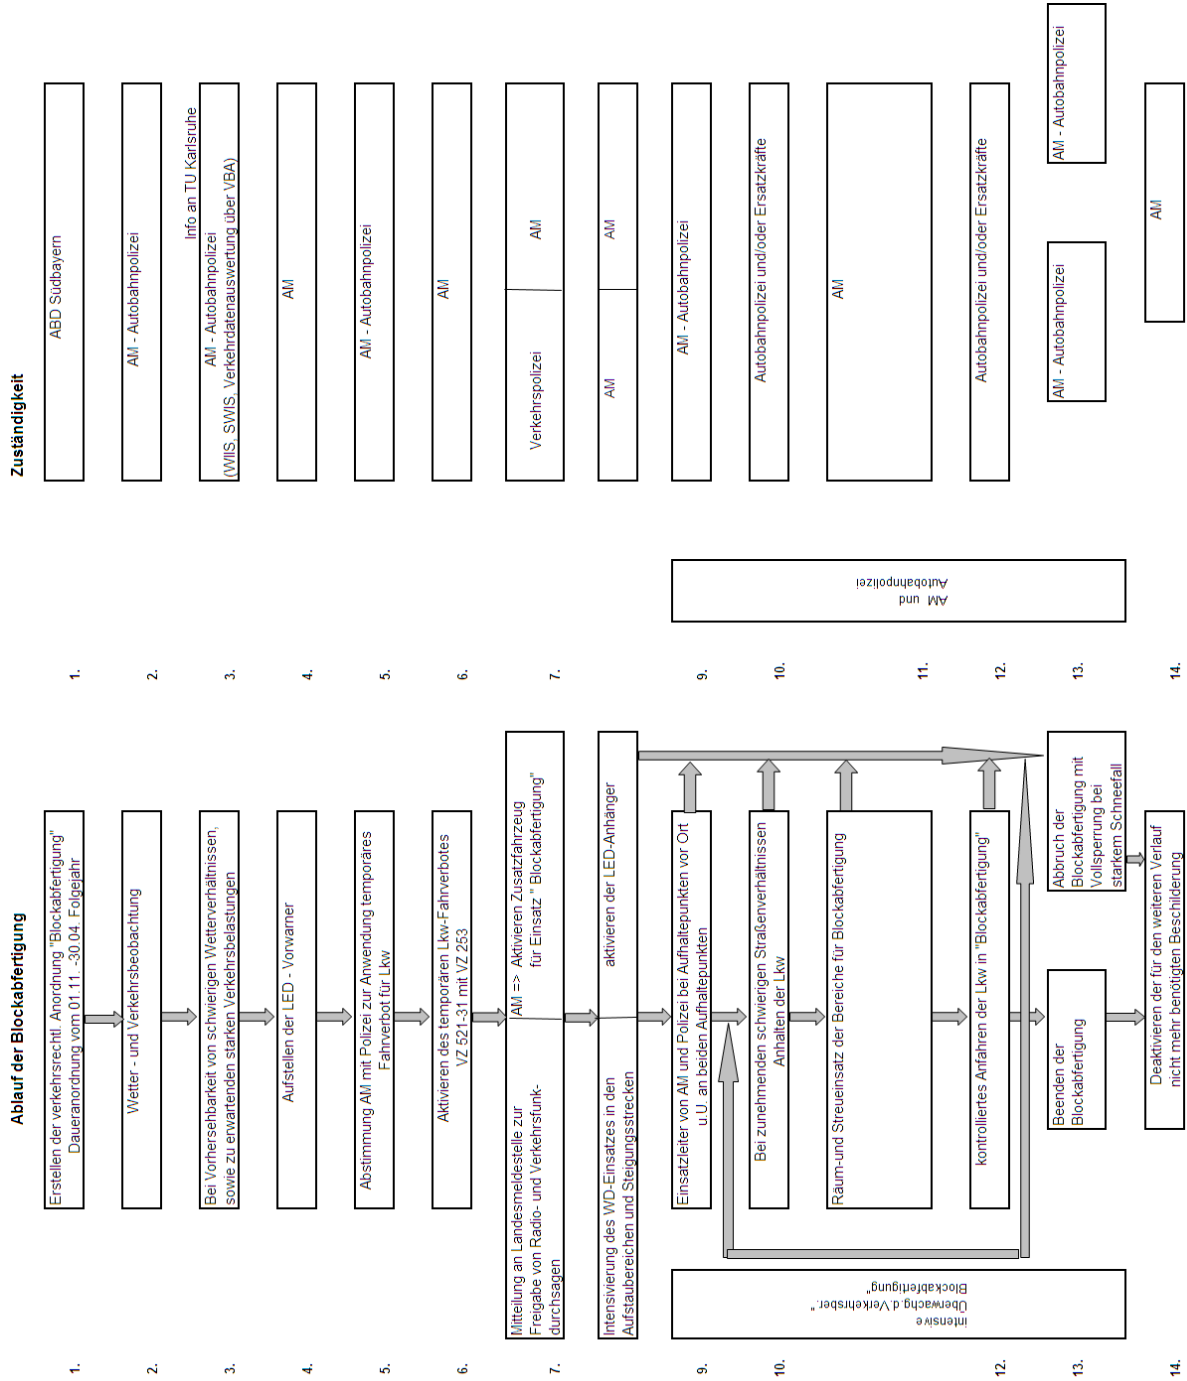 Ablauf der Blockabfertigung
Zuständigkeit
1.
Erstellen der verkehrsrechtl. Anordnung "Blockabfertigung"
Daueranordnung vom 01.11. -30.04. Folgejahr
1.
ABD Südbayern
2.
Wetter - und Verkehrsbeobachtung
2.
AM - Autobahnpolizei
3.
Bei Vorhersehbarkeit von schwierigen Wetterverhältnissen,
sowie zu erwartenden starken Verkehrsbelastungen
3.
Info an TU Karlsruhe
AM - Autobahnpolizei
(WIIS, SWIS, Verkehrdatenauswertung über VBA)
4.
Aufstellen der LED - Vorwarner
4.
AM
5.
Abstimmung AM mit Polizei zur Anwendung temporäres
Fahrverbot für Lkw
5.
AM - Autobahnpolizei
6.
Aktivieren des temporären Lkw-Fahrverbotes
VZ 521-31 mit VZ 253
6.
AM
7.
Mitteilung an Landesmeldestelle zur
Freigabe von Radio- und Verkehrsfunk-
durchsagen
AM => Aktivieren Zusatzfahrzeug
für Einsatz " Blockabfertigung"
7.
Verkehrspolizei
AM
Intensivierung des WD-Einsatzes in den
Aufstaubereichen und Steigungsstrecken
aktivieren der LED-Anhänger
AM
AM
intensive
Überwachg.d.Verkehrsber."
Blockabfertigung"
AM und
Autobahnpolizei
9.
Einsatzleiter von AM und Polizei bei Aufhaltepunkten vor Ort
u.U. an beiden Aufhaltepunkten
9.
AM - Autobahnpolizei
10.
Bei zunehmenden schwierigen Straßenverhältnissen
Anhalten der Lkw
10.
Autobahnpolizei und/oder Ersatzkräfte
Räum-und Streueinsatz der Bereiche für Blockabfertigung
11.
AM
12.
kontrolliertes Anfahren der Lkw in "Blockabfertigung"
12.
Autobahnpolizei und/oder Ersatzkräfte
13.
Beenden der
Blockabfertigung
Abbruch der
Blockabfertigung mit
Vollsperrung bei
starkem Schneefall
13.
AM - Autobahnpolizei
AM - Autobahnpolizei
14.
Deaktivieren der für den weiteren Verlauf
nicht mehr benötigten Beschilderung
14.
AM